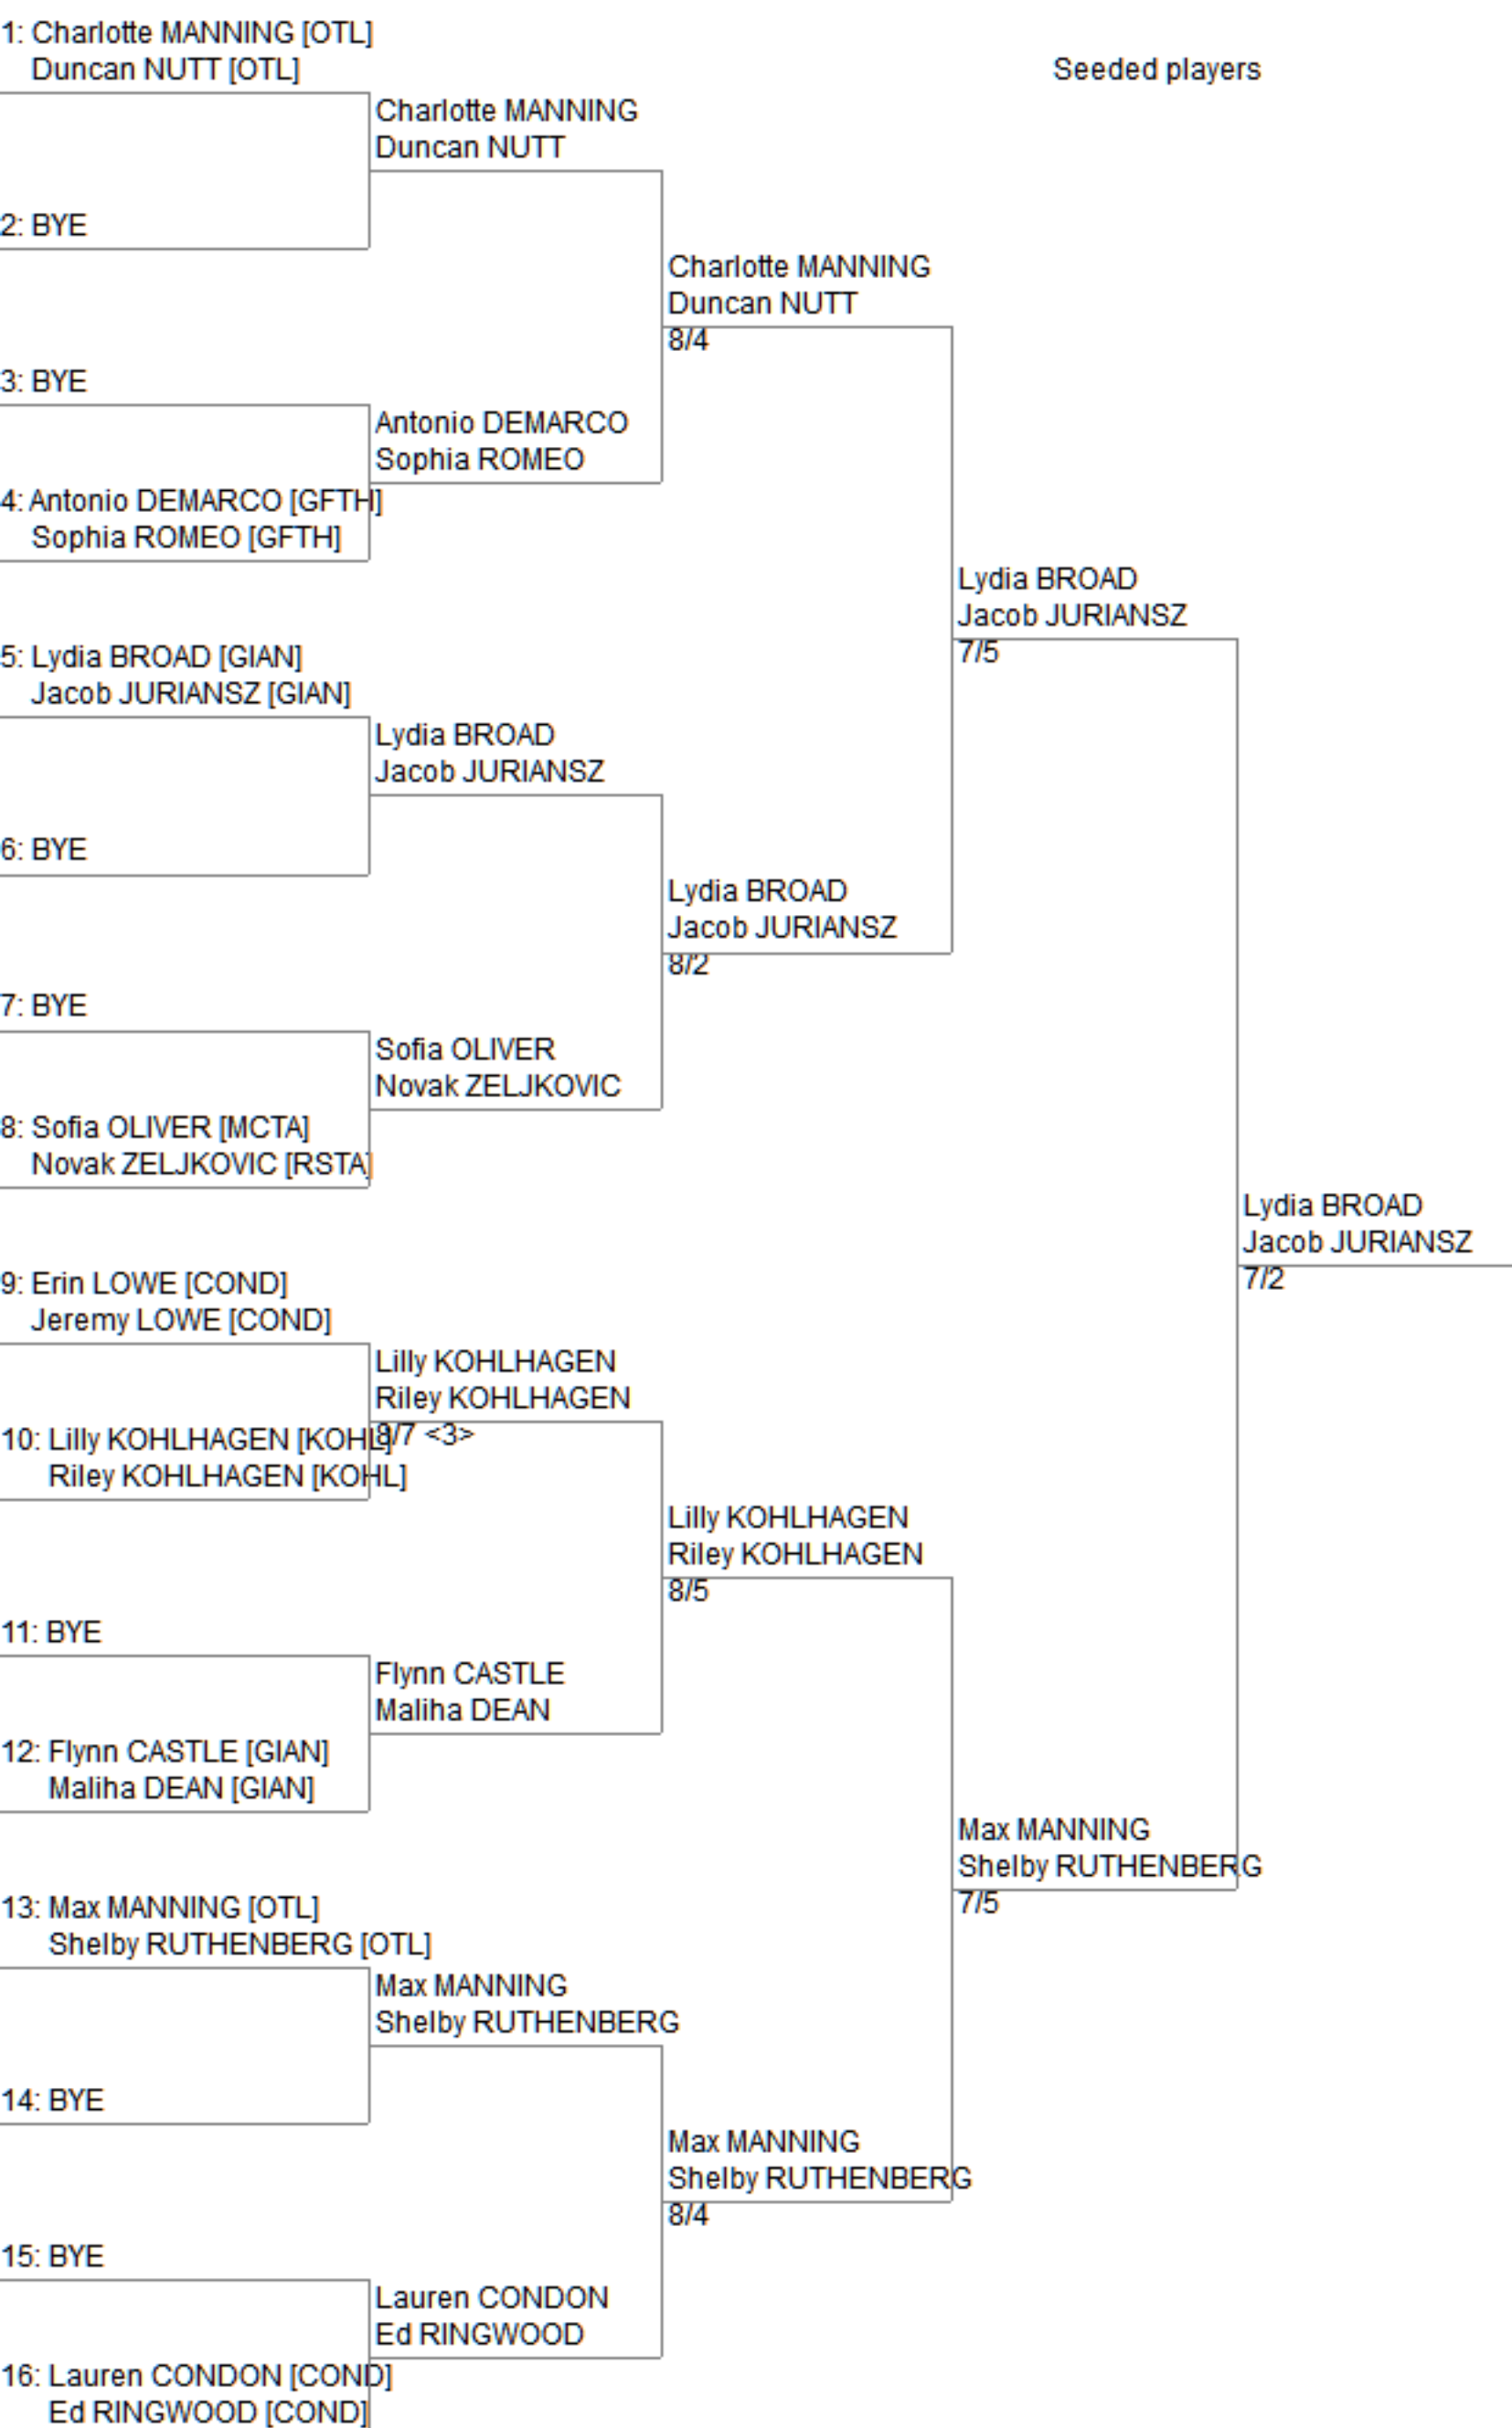 1: Charlotte MANNING [OTL]
Duncan NUTT [OTL]
Seeded players
Charlotte MANNING
Duncan NUTT
2: BYE
Charlotte MANNING
Duncan NUTT
8/4
3: BYE
Antonio DEMARCO
Sophia ROMEO
4: Antonio DEMARCO [GFTH]
Sophia ROMEO [GFTH]
Lydia BROAD
Jacob JURIANSZ
7/5
5: Lydia BROAD [GIAN]
Jacob JURIANSZ [GIAN]
Lydia BROAD
Jacob JURIANSZ
6: BYE
Lydia BROAD
Jacob JURIANSZ
8/2
7: BYE
Sofia OLIVER
Novak ZELJKOVIC
8: Sofia OLIVER [MCTA]
Novak ZELJKOVIC [RSTA]
Lydia BROAD
Jacob JURIANSZ
7/2
9: Erin LOWE [COND]
Jeremy LOWE [COND]
Lilly KOHLHAGEN
Riley KOHLHAGEN
8/7 <3>
10: Lilly KOHLHAGEN [KOHL]
Riley KOHLHAGEN [KOHL]
Lilly KOHLHAGEN
Riley KOHLHAGEN
8/5
11: BYE
Flynn CASTLE
Maliha DEAN
12: Flynn CASTLE [GIAN]
Maliha DEAN [GIAN]
Max MANNING
Shelby RUTHENBERG
7/5
13: Max MANNING [OTL]
Shelby RUTHENBERG [OTL]
Max MANNING
Shelby RUTHENBERG
14: BYE
Max MANNING
Shelby RUTHENBERG
8/4
15: BYE
Lauren CONDON
Ed RINGWOOD
16: Lauren CONDON [COND]
Ed RINGWOOD [COND]